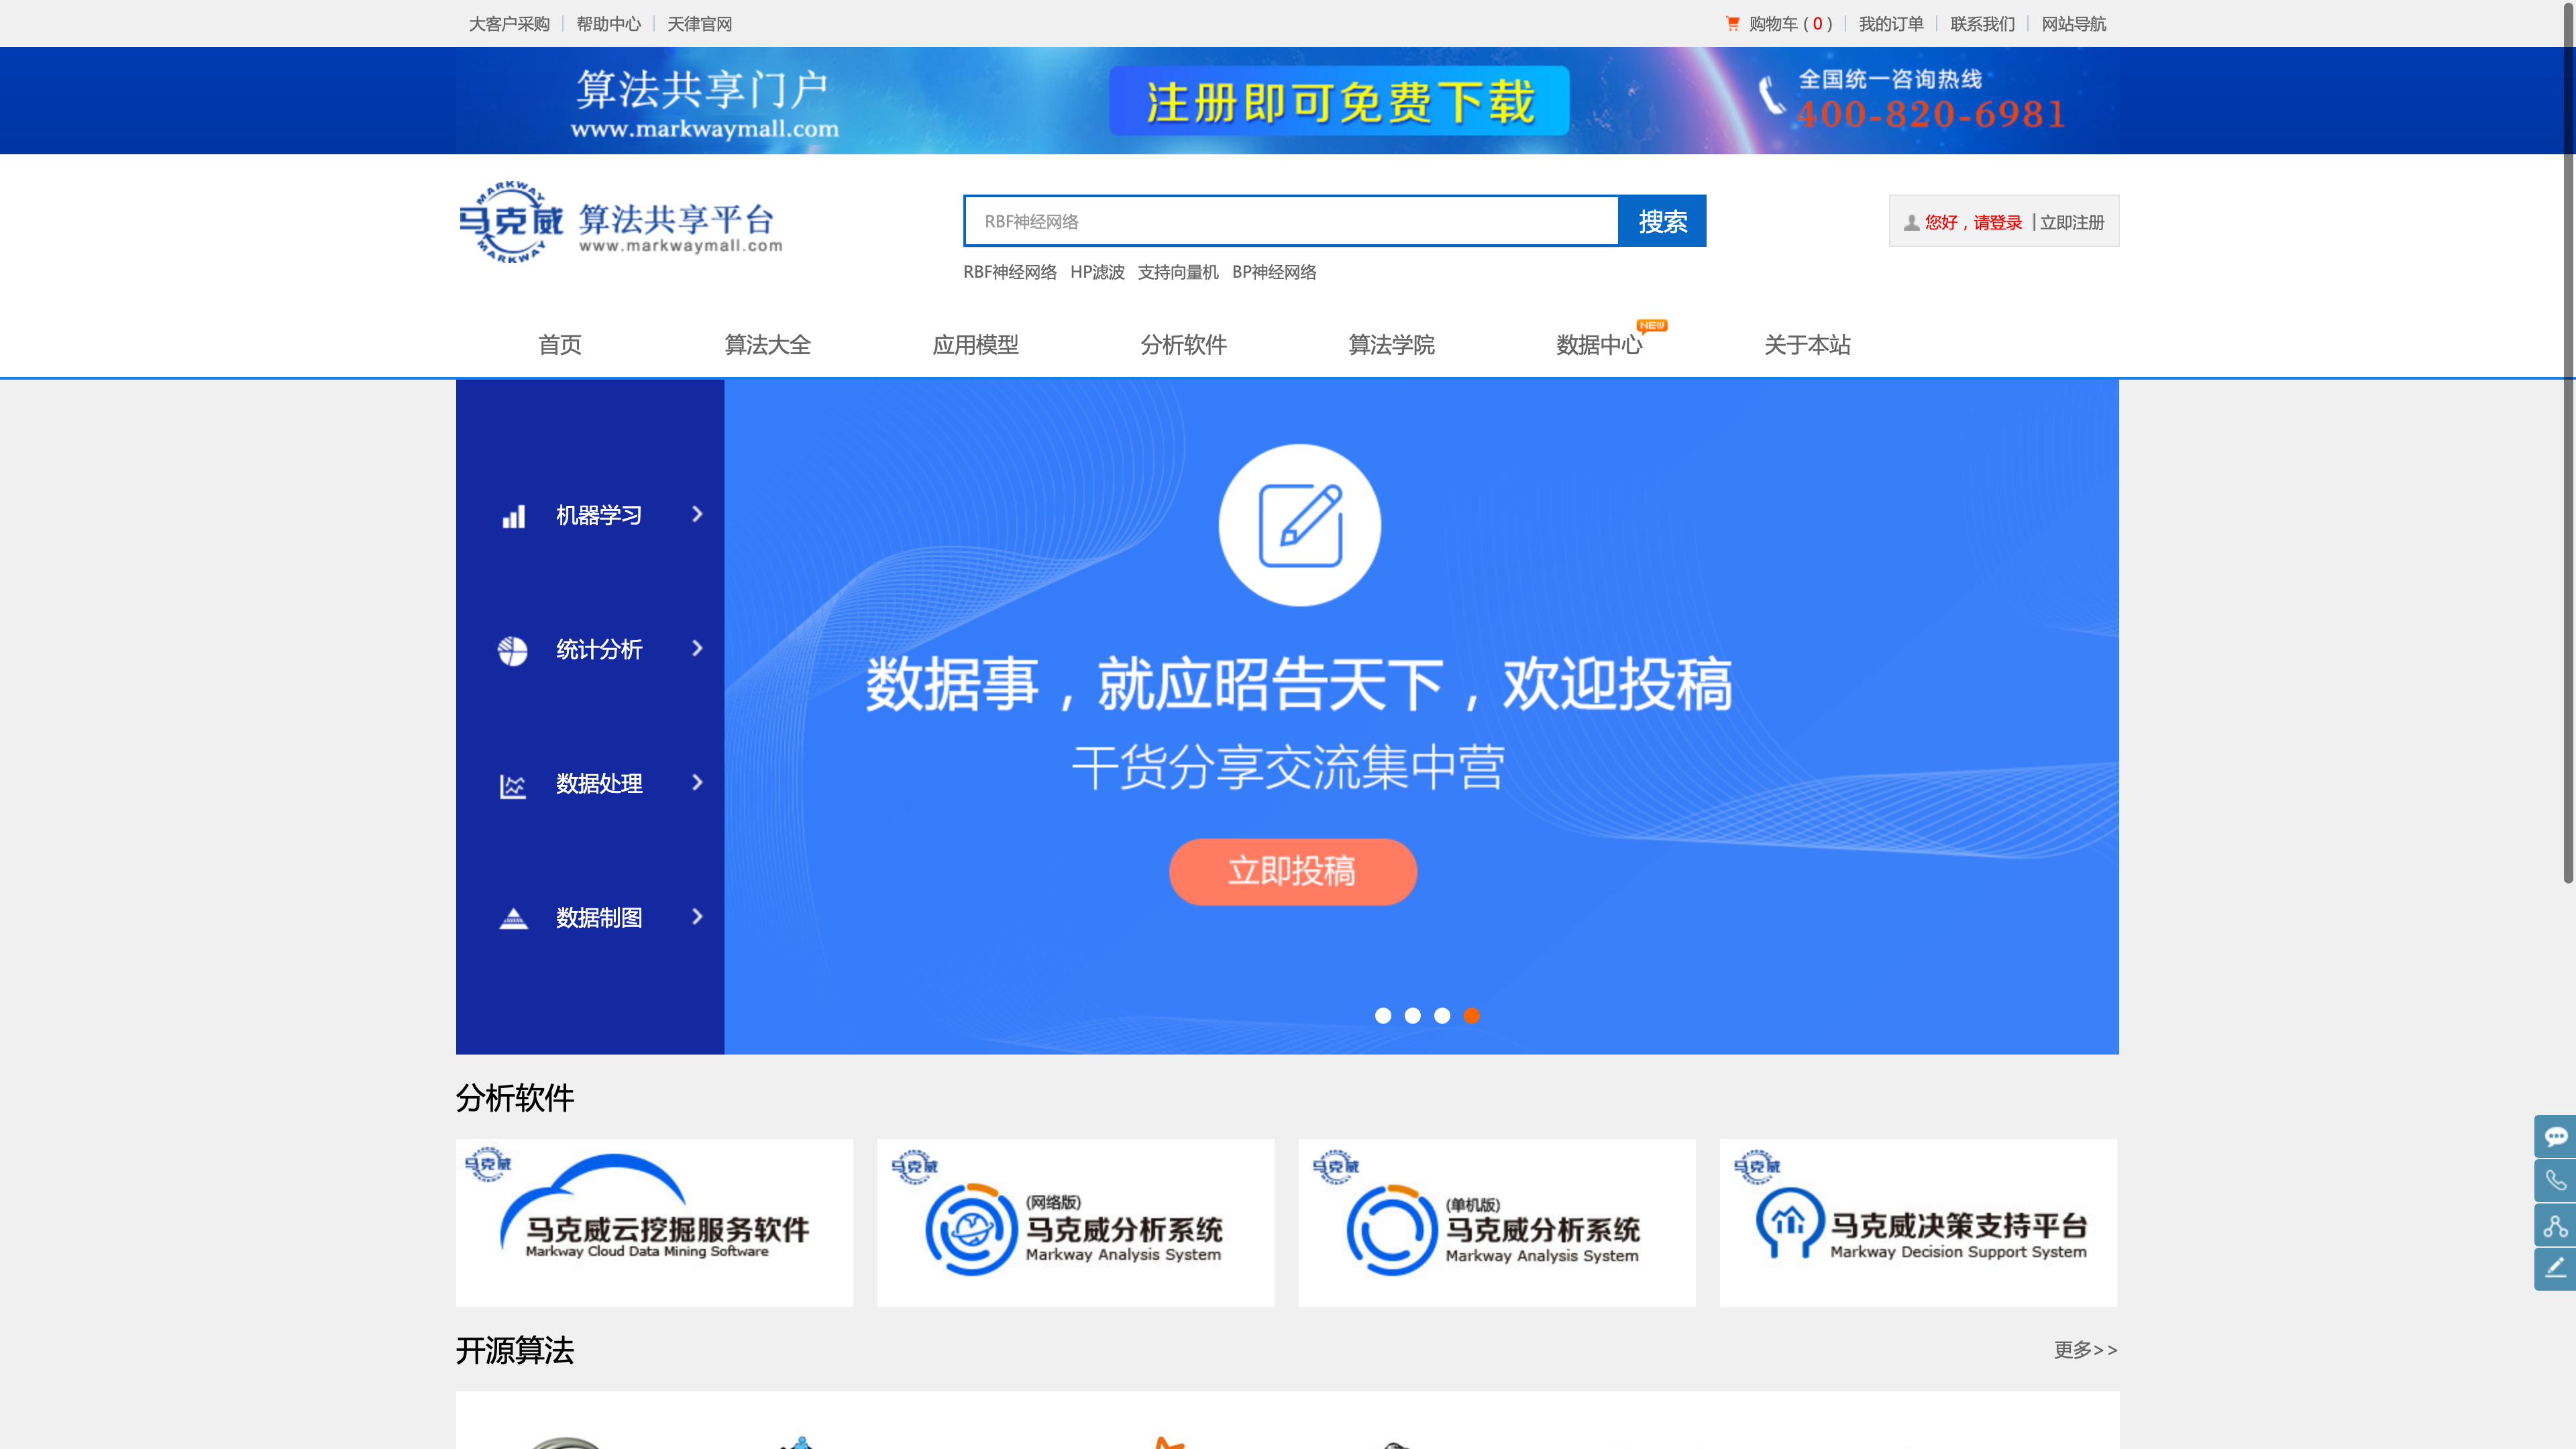 大客户采购 帮助中心 天律官网
购物车 ( 0 ) 我的订单 联系我们 网站导航
算法共享门户
www.markwaymall.com
注册即可免费下载
全国统一咨询热线
400-820-6981
MARKWAY
马克威
MARKWAY
算法共享平台
www.markwaymall.com
RBF神经网络
搜索
您好，请登录 | 立即注册
RBF神经网络 HP滤波 支持向量机 BP神经网络
首页 算法大全 应用模型 分析软件 算法学院 数据中心 NEW 关于本站
机器学习
统计分析
数据处理
数据制图
数据事，就应昭告天下，欢迎投稿
干货分享交流集中营
立即投稿
分析软件
马克威
马克威云挖掘服务软件
Markway Cloud Data Mining Software
马克威
(网络版)
马克威分析系统
Markway Analysis System
马克威
(单机版)
马克威分析系统
Markway Analysis System
马克威
马克威决策支持平台
Markway Decision Support System
开源算法
更多>>